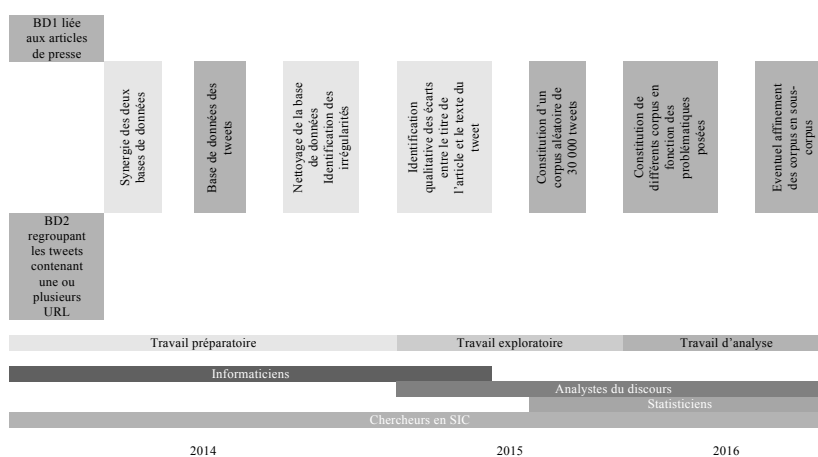 BD1 liée
aux articles
de presse
Synergie des deux
bases de données
Base de données des
tweets
Nettoyage de la base
de données
Identification des
irrégularités
Identification
qualitative des écarts
entre le titre de
l'article et le texte du
tweet
Constitution d'un
corpus aléatoire de
30 000 tweets
Constitution de
différents corpus en
fonction des
problématiques
posées
Eventuel affinement
des corpus en sous-
corpus
BD2
regroupant
les tweets
contenant
une ou
plusieurs
URL
Travail préparatoire
Travail exploratoire
Travail d'analyse
Informaticiens
Analystes du discours
Statisticiens
Chercheurs en SIC
2014
2015
2016